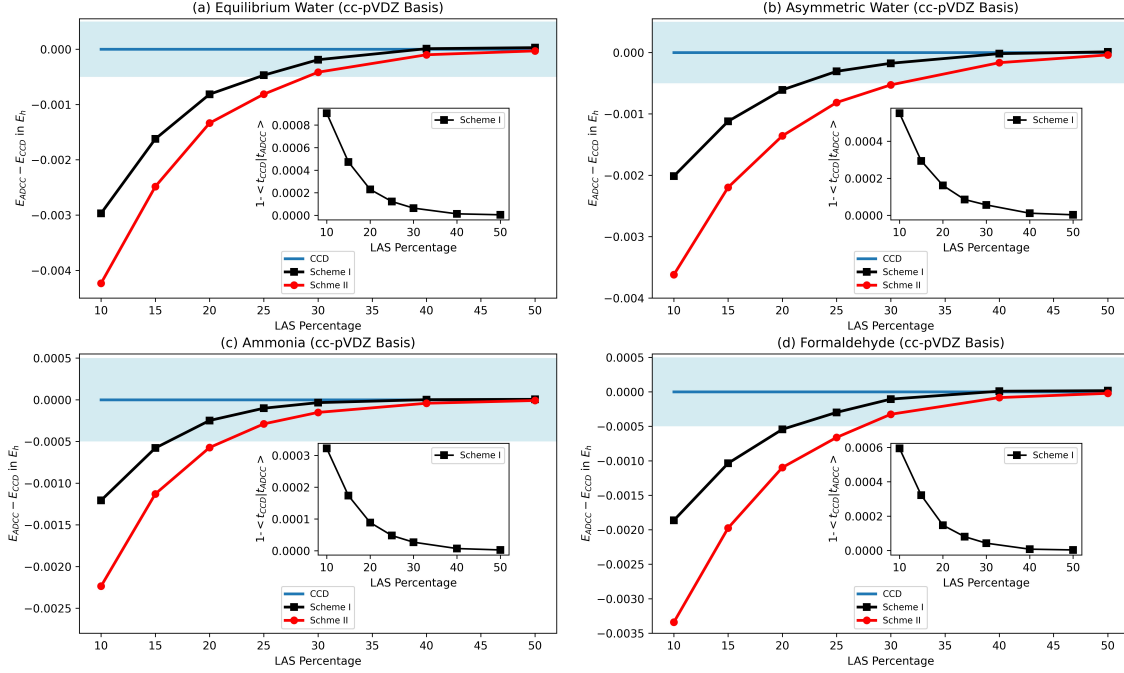 (a) Equilibrium Water (cc-pVDZ Basis)
E_ADCC − E_CCD in E_h
0.000
−0.001
−0.002
−0.003
−0.004
10 15 20 25 30 35 40 45 50
LAS Percentage
CCD
Scheme I
Schme II
1-<t_CCD|t_ADCC>
0.0008
0.0006
0.0004
0.0002
0.0000
10 20 30 40 50
LAS Percentage
Scheme I
(b) Asymmetric Water (cc-pVDZ Basis)
E_ADCC − E_CCD in E_h
0.000
−0.001
−0.002
−0.003
−0.004
10 15 20 25 30 35 40 45 50
LAS Percentage
CCD
Scheme I
Schme II
1-<t_CCD|t_ADCC>
0.0004
0.0002
0.0000
10 20 30 40 50
LAS Percentage
Scheme I
(c) Ammonia (cc-pVDZ Basis)
E_ADCC − E_CCD in E_h
0.0005
0.0000
−0.0005
−0.0010
−0.0015
−0.0020
−0.0025
10 15 20 25 30 35 40 45 50
LAS Percentage
CCD
Scheme I
Schme II
1-<t_CCD|t_ADCC>
0.0003
0.0002
0.0001
0.0000
10 20 30 40 50
LAS Percentage
Scheme I
(d) Formaldehyde (cc-pVDZ Basis)
E_ADCC − E_CCD in E_h
0.0005
0.0000
−0.0005
−0.0010
−0.0015
−0.0020
−0.0025
−0.0030
−0.0035
10 15 20 25 30 35 40 45 50
LAS Percentage
CCD
Scheme I
Schme II
1-<t_CCD|t_ADCC>
0.0006
0.0004
0.0002
0.0000
10 20 30 40 50
LAS Percentage
Scheme I